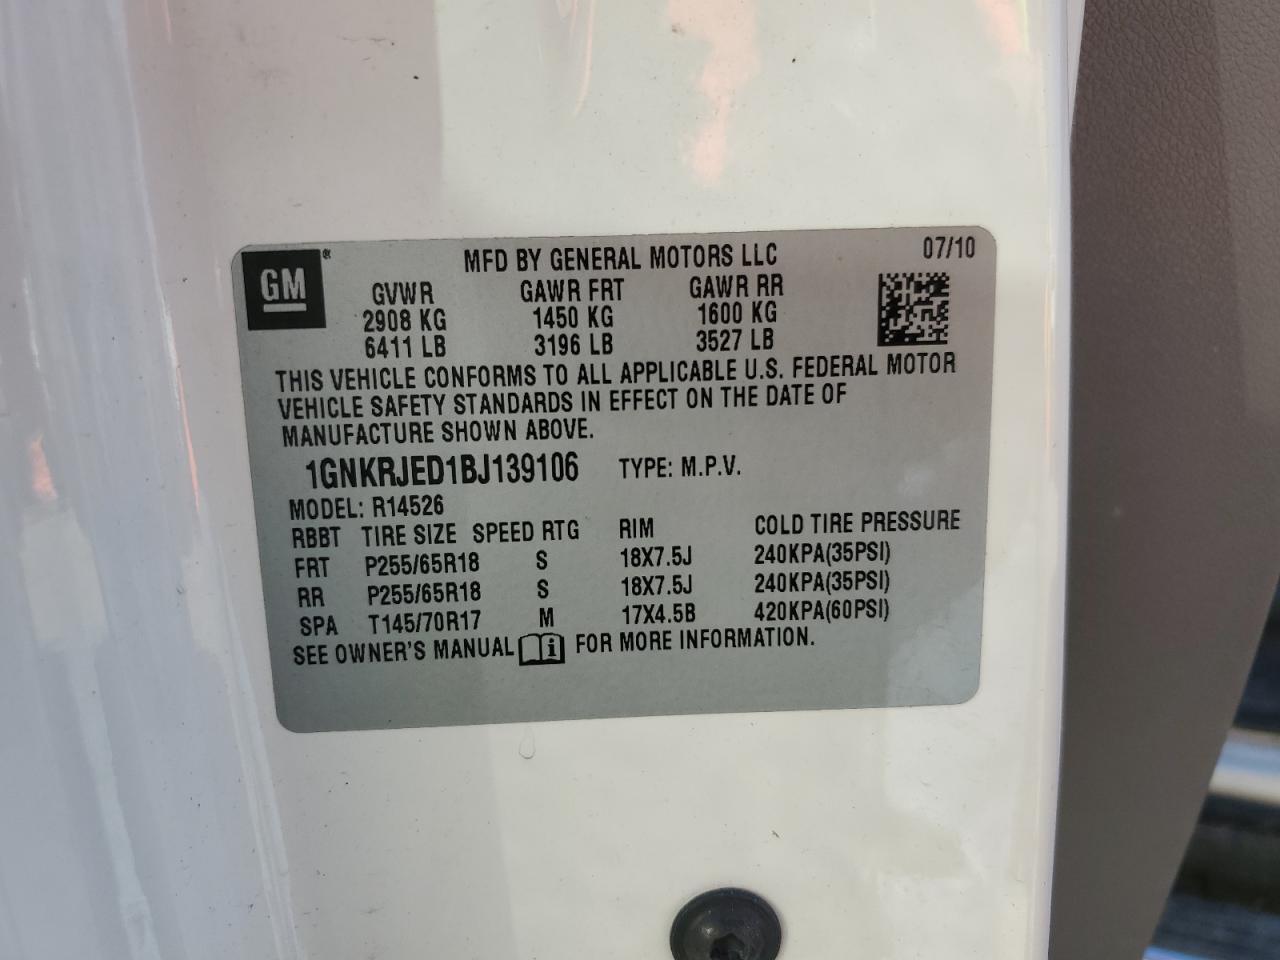 GM® MFD BY GENERAL MOTORS LLC 07/10
GVWR GAWR FRT GAWR RR
2908 KG 1450 KG 1600 KG
6411 LB 3196 LB 3527 LB
THIS VEHICLE CONFORMS TO ALL APPLICABLE U.S. FEDERAL MOTOR
VEHICLE SAFETY STANDARDS IN EFFECT ON THE DATE OF
MANUFACTURE SHOWN ABOVE.
1GNKRJED1BJ139106 TYPE: M.P.V.
MODEL: R14526
RBBT TIRE SIZE SPEED RTG RIM COLD TIRE PRESSURE
FRT P255/65R18 S 18X7.5J 240KPA(35PSI)
RR P255/65R18 S 18X7.5J 240KPA(35PSI)
SPA T145/70R17 M 17X4.5B 420KPA(60PSI)
SEE OWNER'S MANUAL FOR MORE INFORMATION.